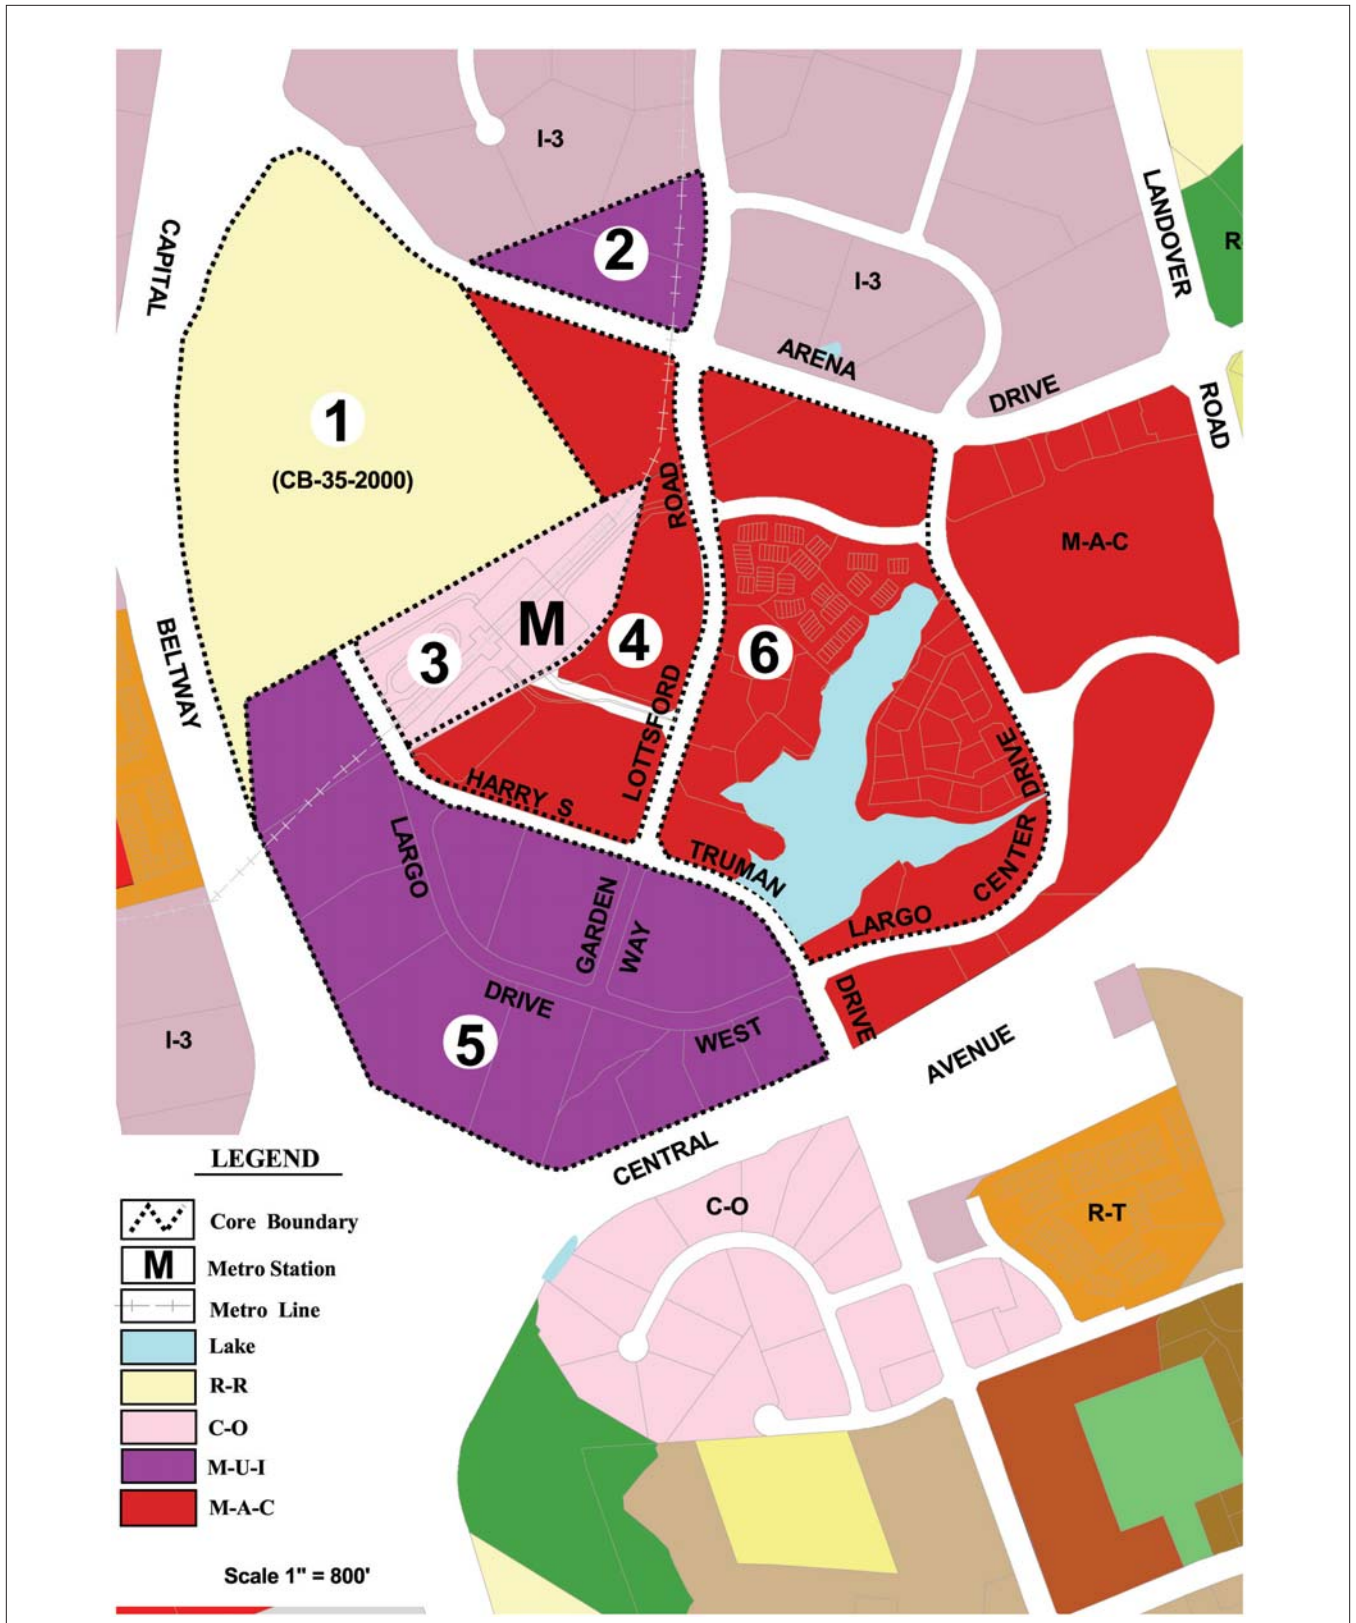 I-3
CAPITAL
2
LANDOVER
R
I-3
ARENA
DRIVE
ROAD
1
(CB-35-2000)
ROAD
M-A-C
M
3
4
6
BELTWAY
LOTTSFORD
HARRY S
DRIVE
LARGO
TRUMAN
CENTER
GARDEN
WAY
LARGO
DRIVE
DRIVE
5
WEST
I-3
AVENUE
CENTRAL
C-O
R-T
LEGEND
Core Boundary
M Metro Station
Metro Line
Lake
R-R
C-O
M-U-I
M-A-C
Scale 1" = 800'